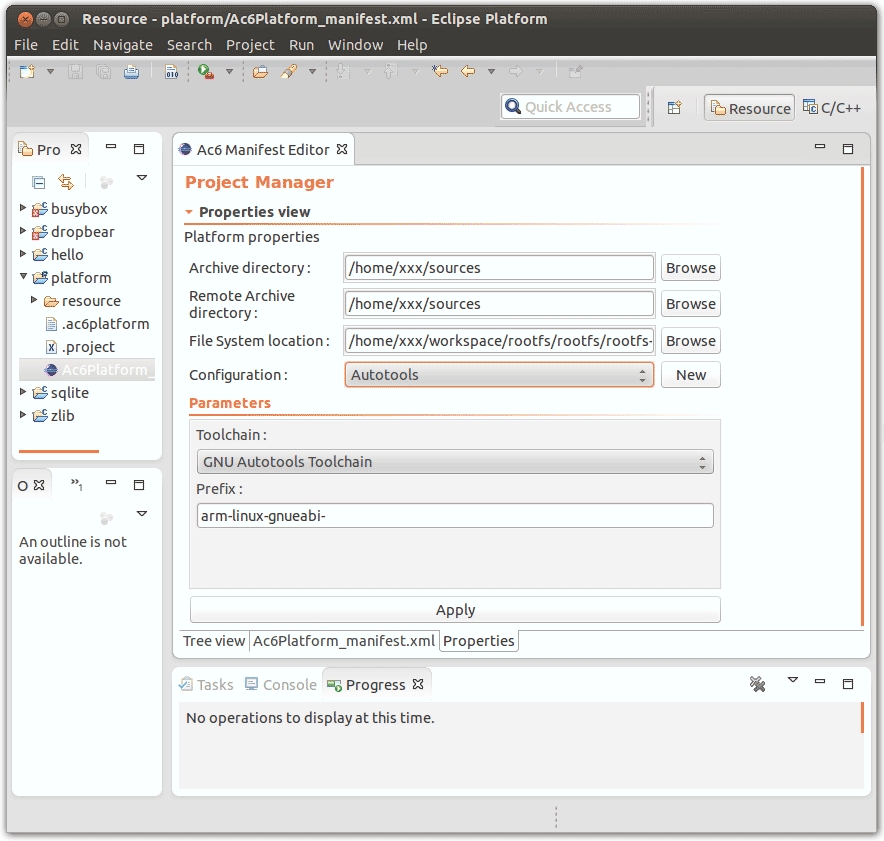 Resource - platform/Ac6Platform_manifest.xml - Eclipse Platform
File Edit Navigate Search Project Run Window Help
010
Quick Access
Resource
C/C++
Pro
busybox
dropbear
hello
platform
resource
.ac6platform
.project
Ac6Platform_
sqlite
zlib
O
»1
An outline is not
available.
Ac6 Manifest Editor
Project Manager
Properties view
Platform properties
Archive directory :
/home/xxx/sources
Browse
Remote Archive
directory :
/home/xxx/sources
Browse
File System location :
/home/xxx/workspace/rootfs/rootfs/rootfs-
Browse
Configuration :
Autotools
New
Parameters
Toolchain :
GNU Autotools Toolchain
Prefix :
arm-linux-gnueabi-
Apply
Tree view Ac6Platform_manifest.xml Properties
Tasks Console Progress
No operations to display at this time.